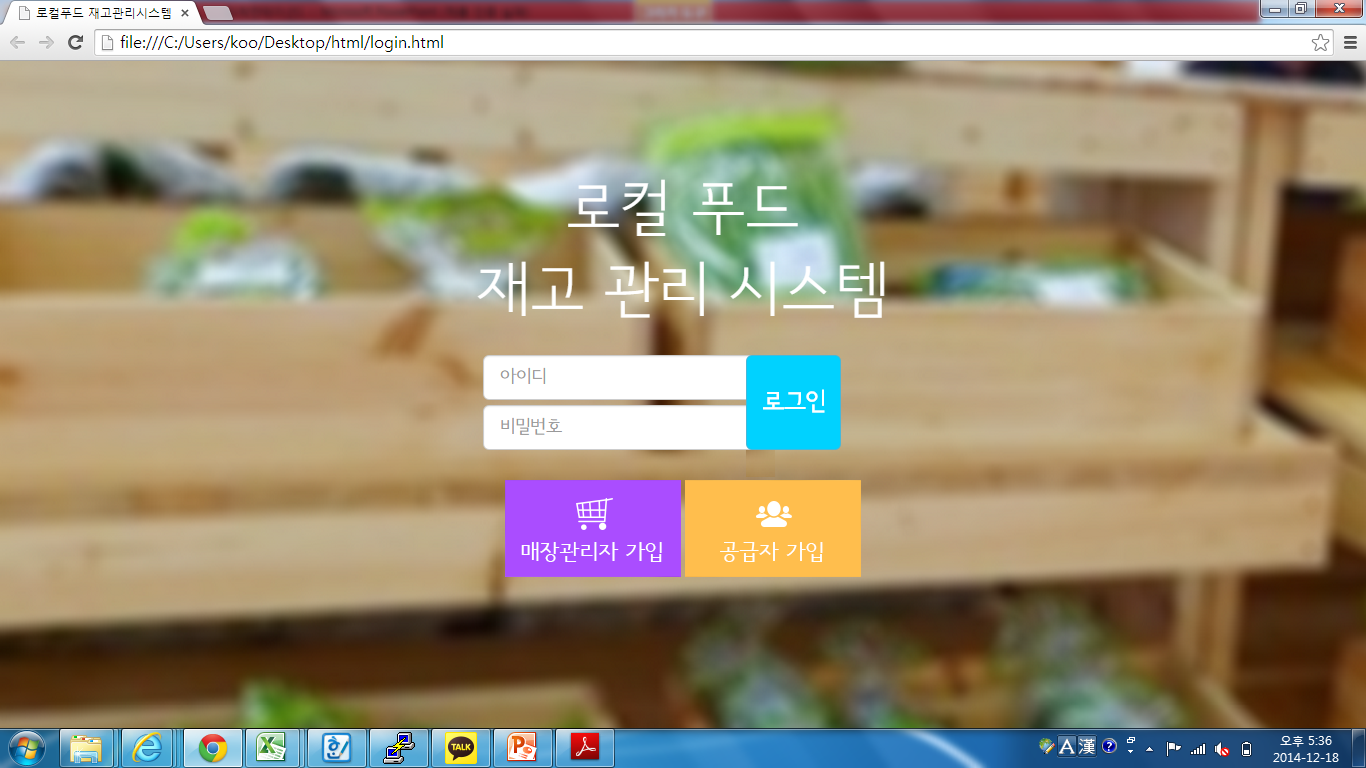 로컬푸드 재고관리시스템
file:///C:/Users/koo/Desktop/html/login.html
로컬 푸드
재고 관리 시스템
아이디
로그인
비밀번호
매장관리자 가입
공급자 가입
TALK
A 漢
오후 5:36
2014-12-18